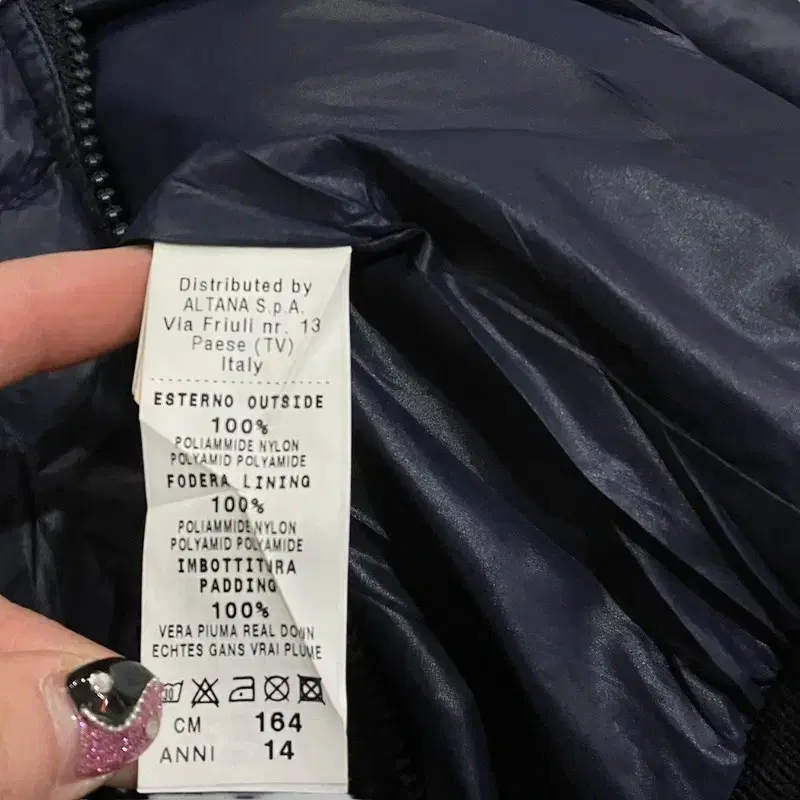 Distributed by
ALTANA S.p.A.
Via Friuli nr. 13
Paese (TV)
Italy
ESTERNO OUTSIDE
100%
POLIAMMIDE NYLON
POLYAMID POLYAMIDE
FODERA LINING
100%
POLIAMMIDE NYLON
POLYAMID POLYAMIDE
IMBOTTITURA
PADDING
100%
VERA PIUMA REAL DOWN
ECHTES GANS VRAI PLUME
CM 164
ANNI 14